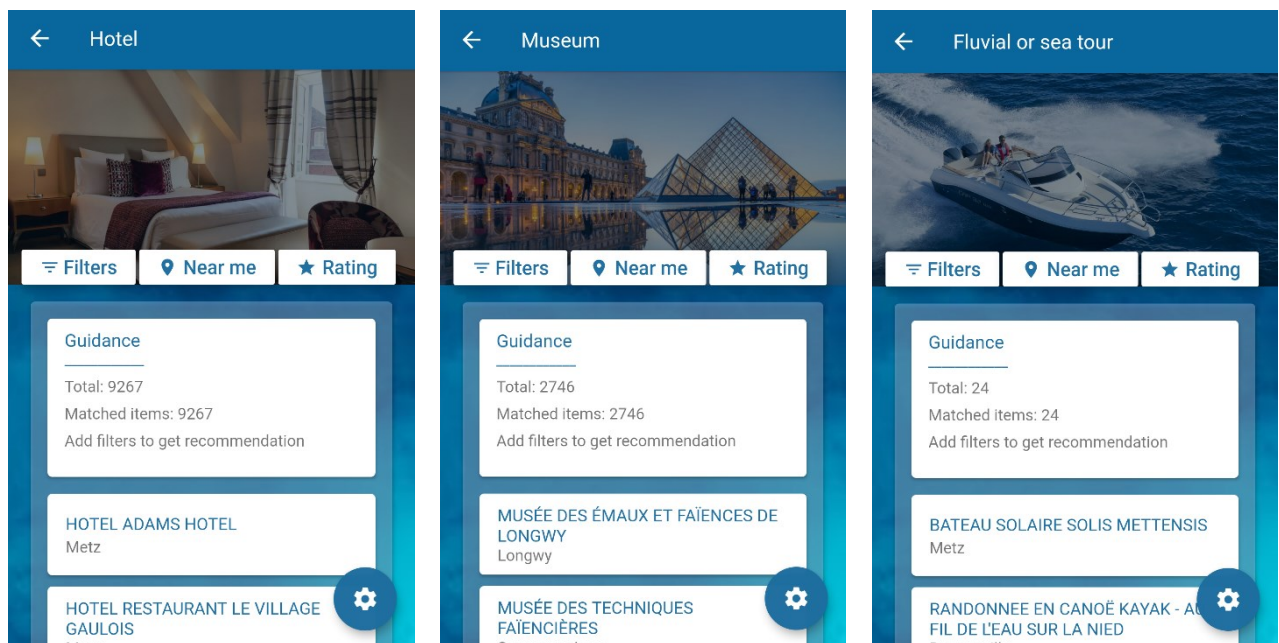 Hotel
Filters
Near me
Rating
Guidance
Total: 9267
Matched items: 9267
Add filters to get recommendation
HOTEL ADAMS HOTEL
Metz
HOTEL RESTAURANT LE VILLAGE
GAULOIS
Museum
Filters
Near me
Rating
Guidance
Total: 2746
Matched items: 2746
Add filters to get recommendation
MUSÉE DES ÉMAUX ET FAÏENCES DE
LONGWY
Longwy
MUSÉE DES TECHNIQUES
FAÏENCIÈRES
Fluvial or sea tour
Filters
Near me
Rating
Guidance
Total: 24
Matched items: 24
Add filters to get recommendation
BATEAU SOLAIRE SOLIS METTENSIS
Metz
RANDONNEE EN CANOË KAYAK -
FIL DE L'EAU SUR LA NIED